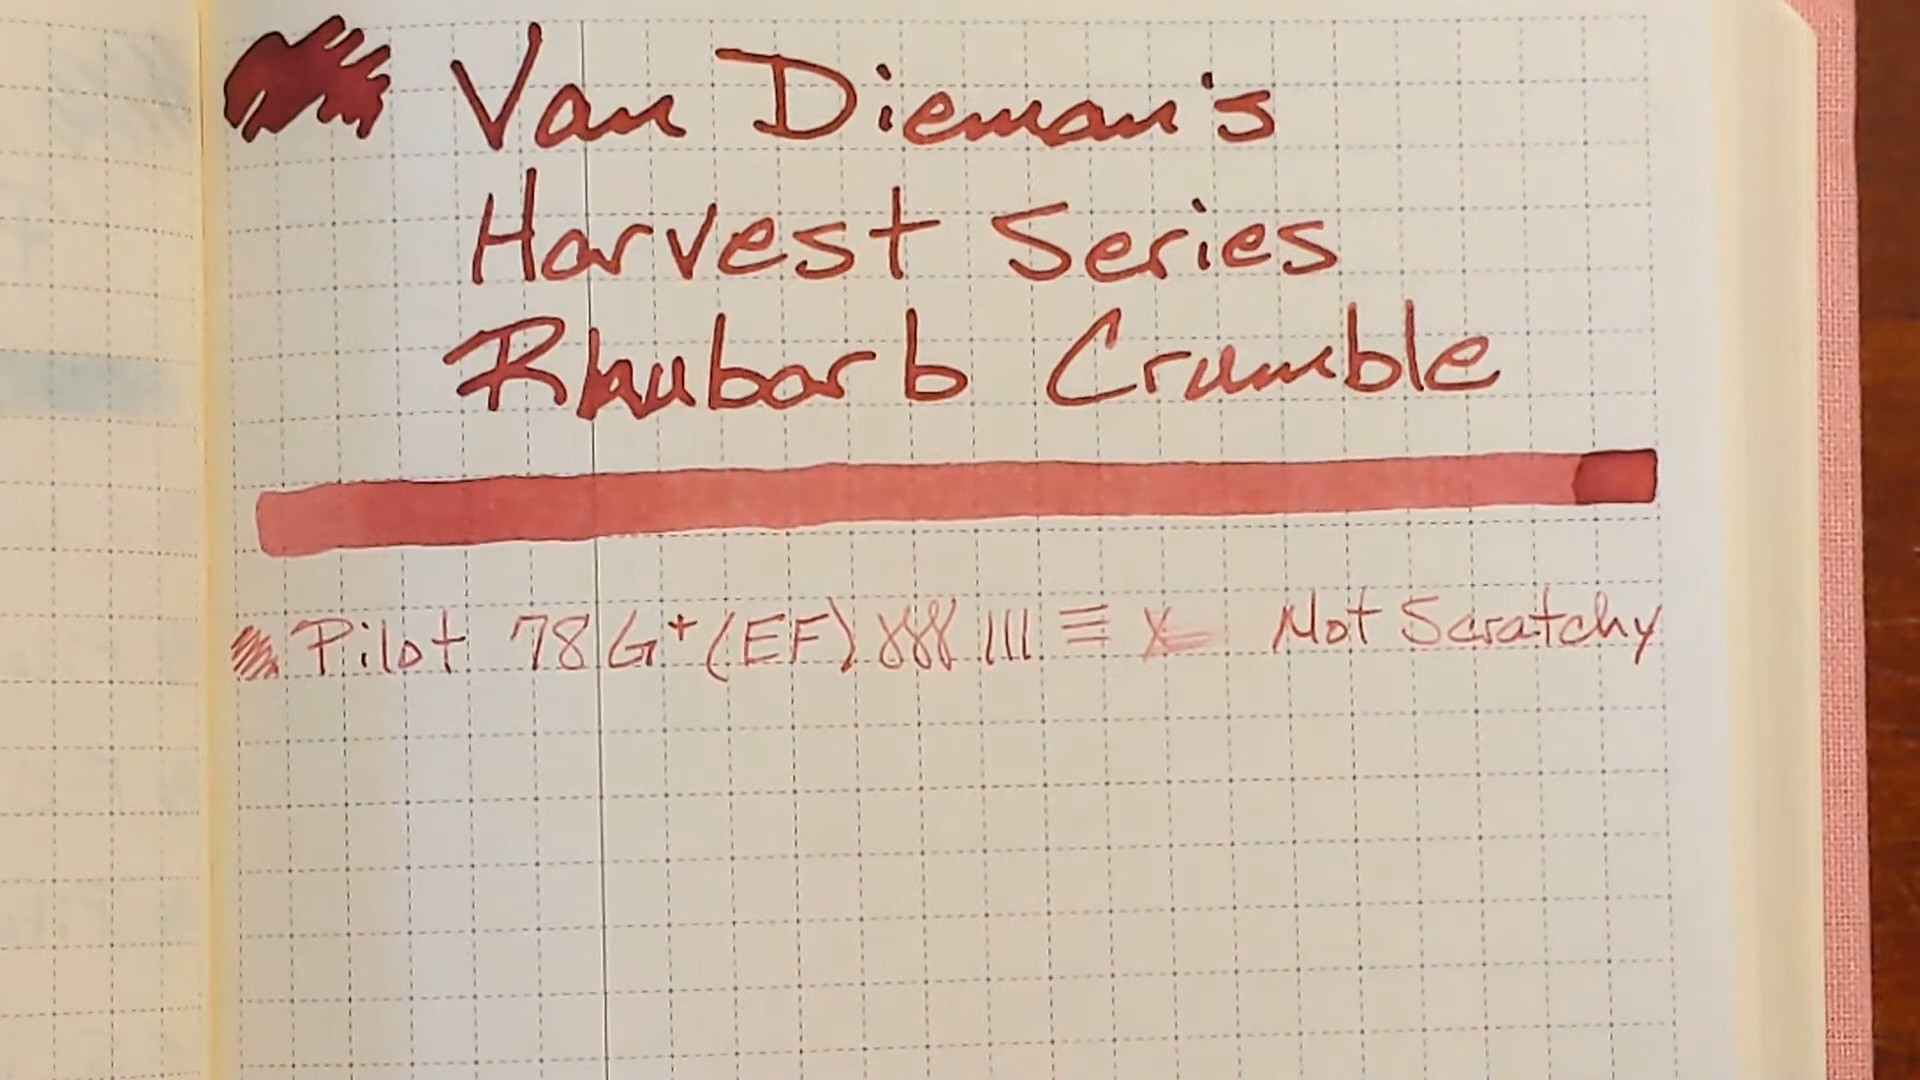 Van Dieman's
Harvest Series
Rhubarb Crumble
Pilot 78G+ (EF) Not Scratchy